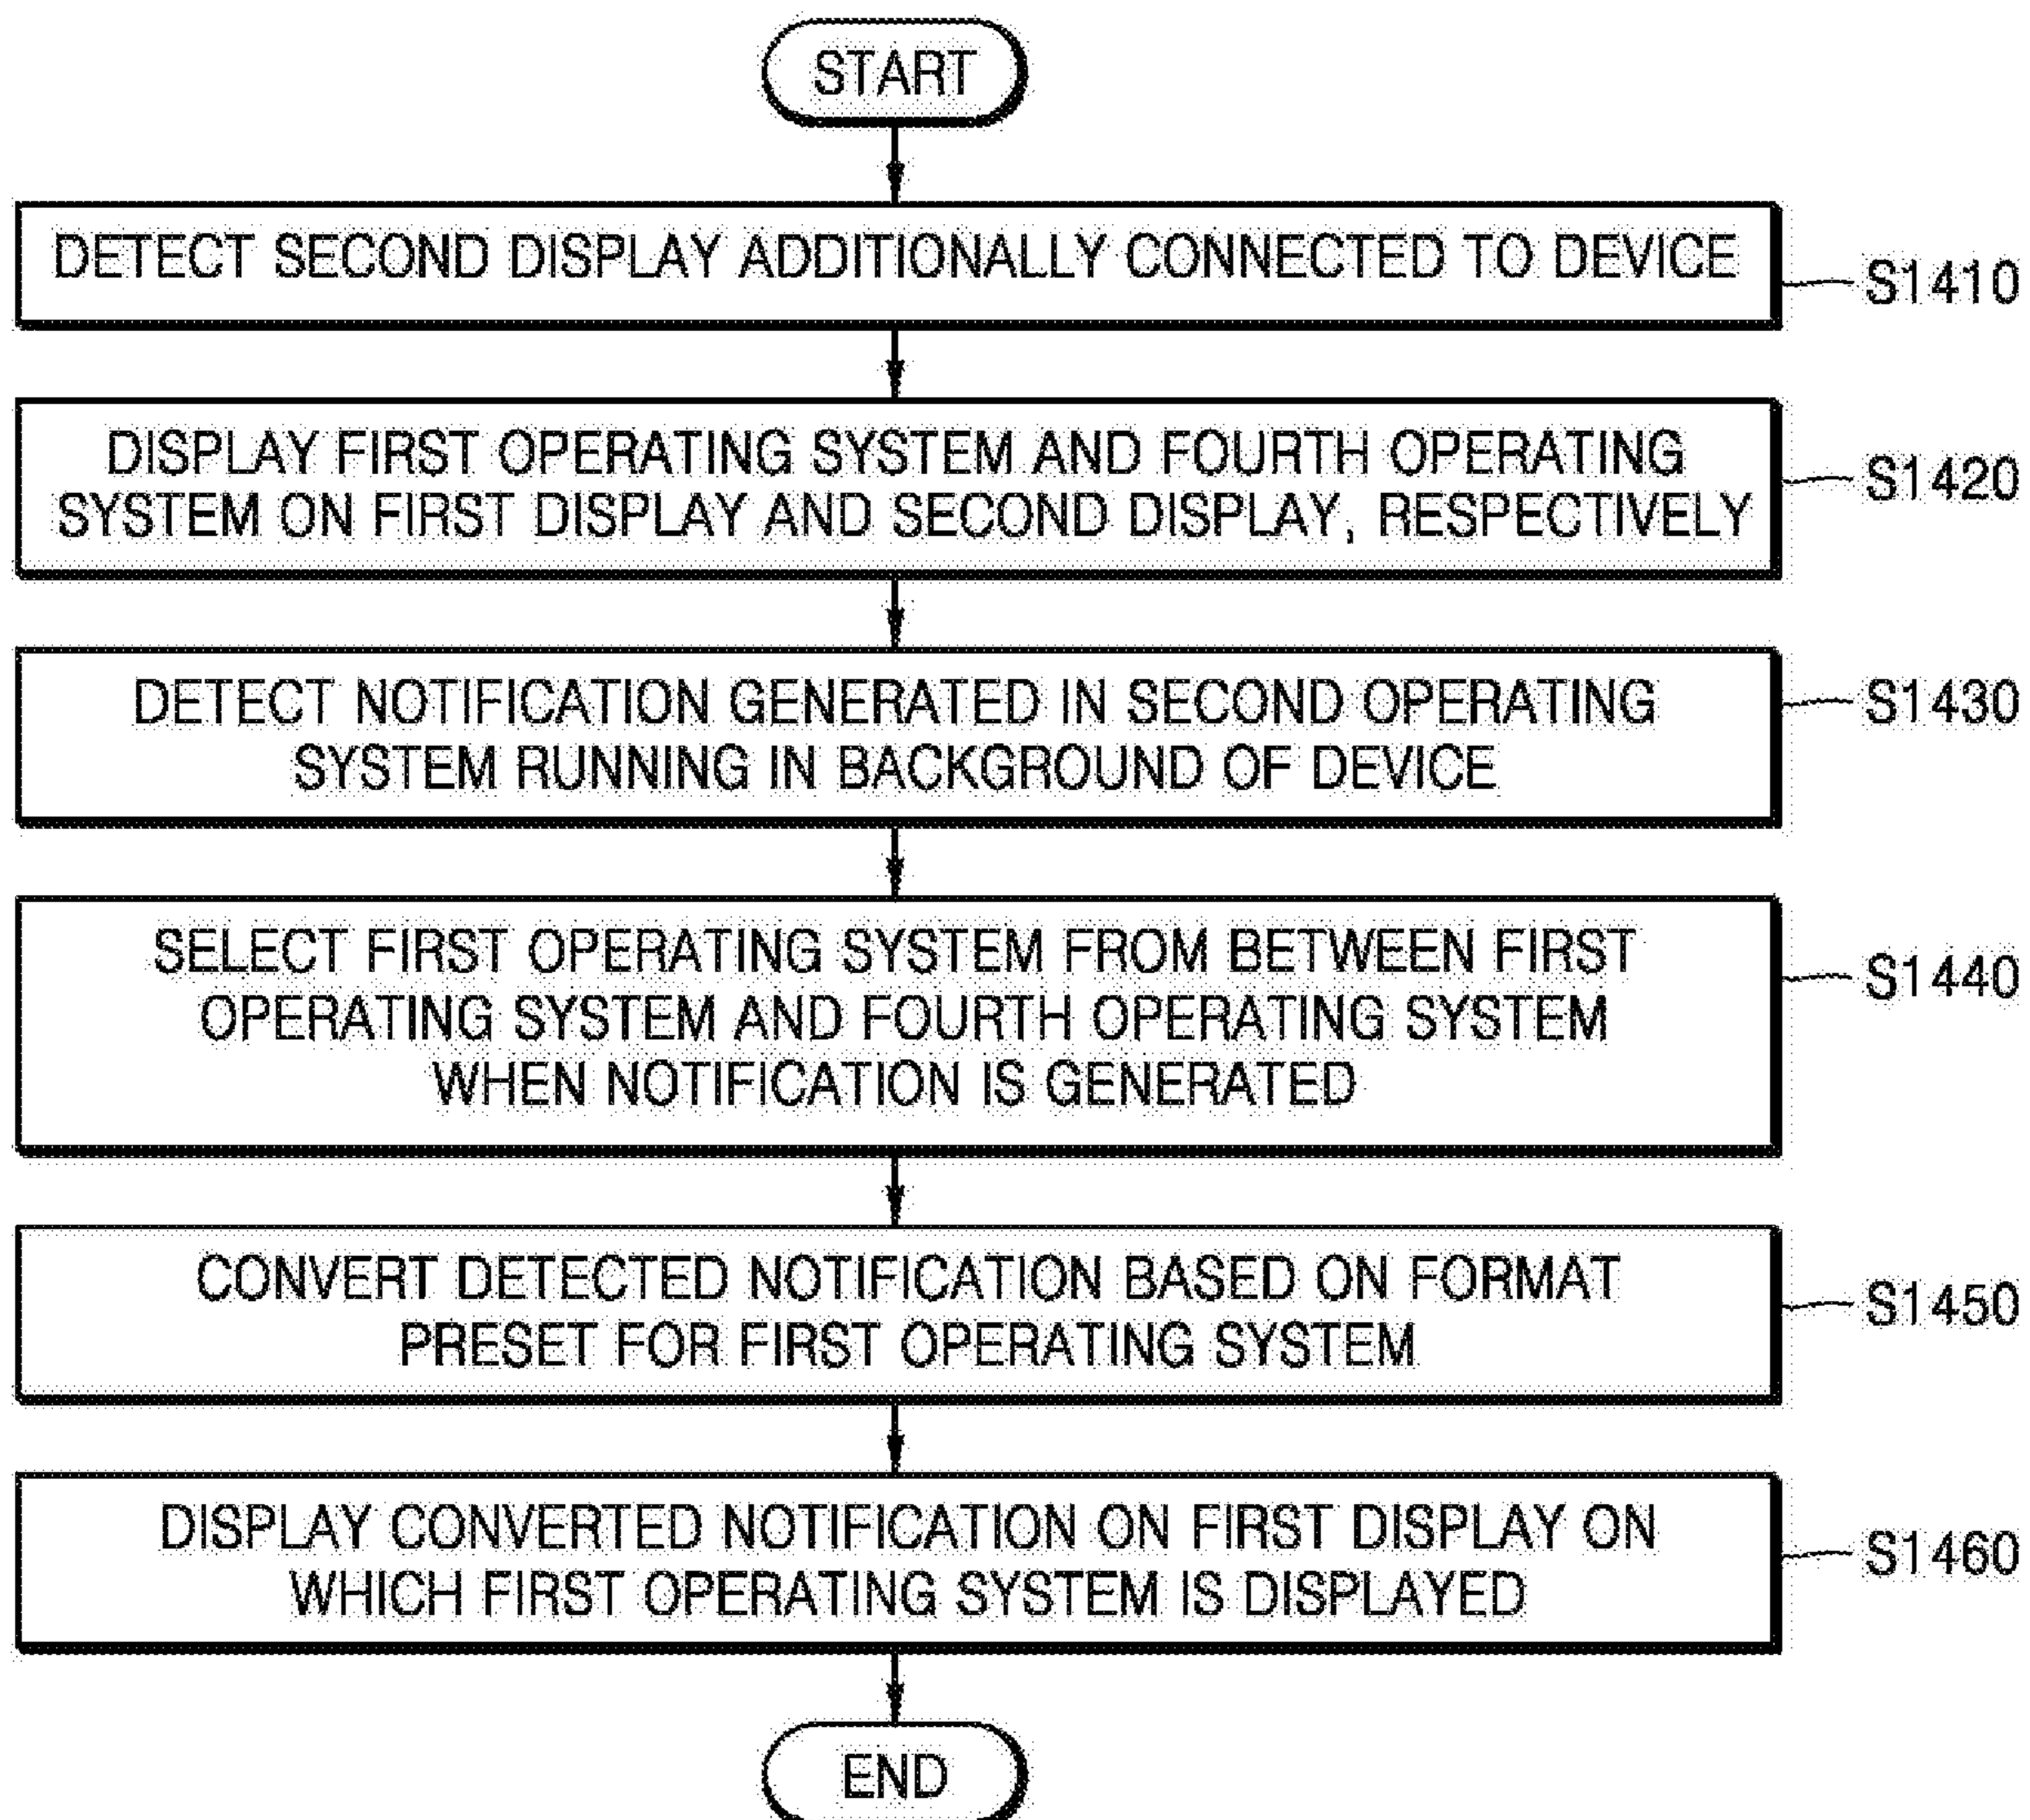 START
DETECT SECOND DISPLAY ADDITIONALLY CONNECTED TO DEVICE
S1410
DISPLAY FIRST OPERATING SYSTEM AND FOURTH OPERATING
SYSTEM ON FIRST DISPLAY AND SECOND DISPLAY, RESPECTIVELY
S1420
DETECT NOTIFICATION GENERATED IN SECOND OPERATING
SYSTEM RUNNING IN BACKGROUND OF DEVICE
S1430
SELECT FIRST OPERATING SYSTEM FROM BETWEEN FIRST
OPERATING SYSTEM AND FOURTH OPERATING SYSTEM
WHEN NOTIFICATION IS GENERATED
S1440
CONVERT DETECTED NOTIFICATION BASED ON FORMAT
PRESET FOR FIRST OPERATING SYSTEM
S1450
DISPLAY CONVERTED NOTIFICATION ON FIRST DISPLAY ON
WHICH FIRST OPERATING SYSTEM IS DISPLAYED
S1460
END